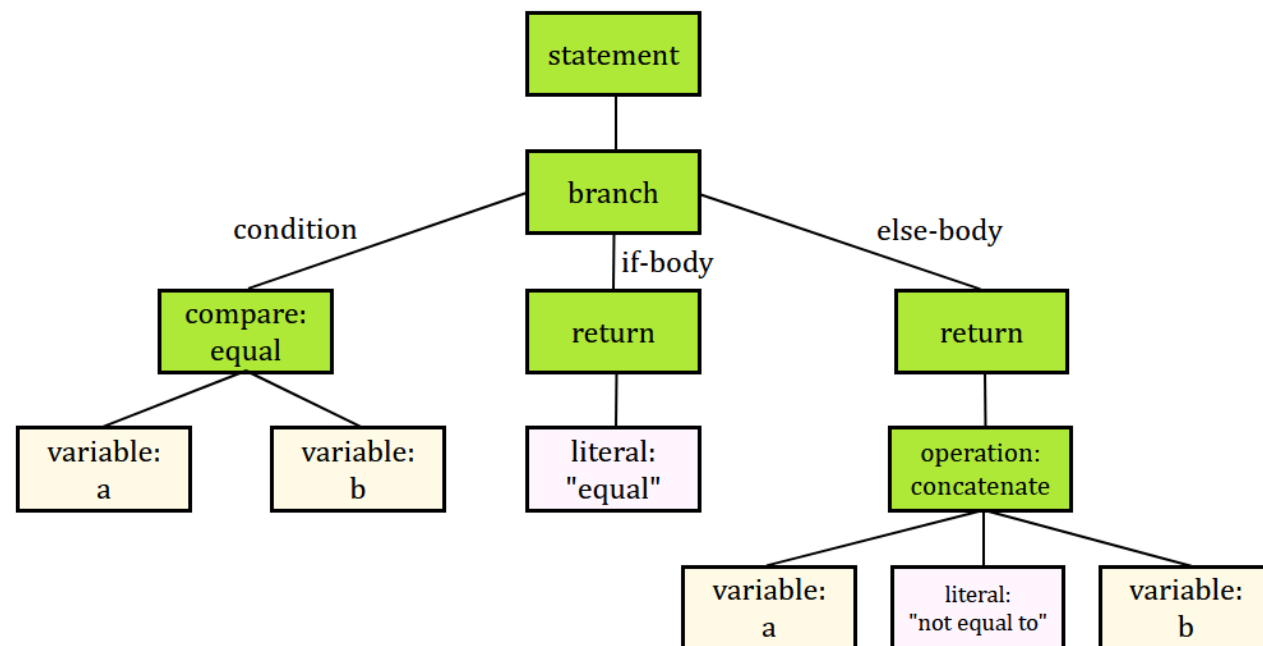 statement
branch
condition
if-body
else-body
compare:
equal
return
return
variable:
a
variable:
b
literal:
"equal"
operation:
concatenate
variable:
a
literal:
"not equal to"
variable:
b